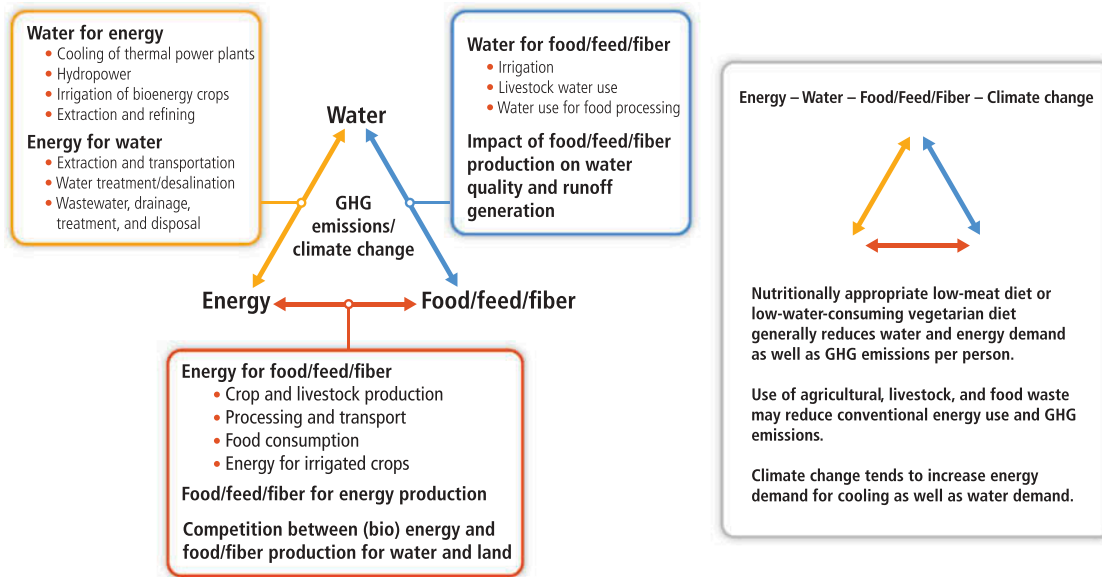 Water for energy
• Cooling of thermal power plants
• Hydropower
• Irrigation of bioenergy crops
• Extraction and refining
Energy for water
• Extraction and transportation
• Water treatment/desalination
• Wastewater, drainage,
treatment, and disposal
Water
GHG
emissions/
climate change
Energy
Food/feed/fiber
Water for food/feed/fiber
• Irrigation
• Livestock water use
• Water use for food processing
Impact of food/feed/fiber
production on water
quality and runoff
generation
Energy for food/feed/fiber
• Crop and livestock production
• Processing and transport
• Food consumption
• Energy for irrigated crops
Food/feed/fiber for energy production
Competition between (bio) energy and
food/fiber production for water and land
Energy – Water – Food/Feed/Fiber – Climate change
Nutritionally appropriate low-meat diet or
low-water-consuming vegetarian diet
generally reduces water and energy demand
as well as GHG emissions per person.
Use of agricultural, livestock, and food waste
may reduce conventional energy use and GHG
emissions.
Climate change tends to increase energy
demand for cooling as well as water demand.